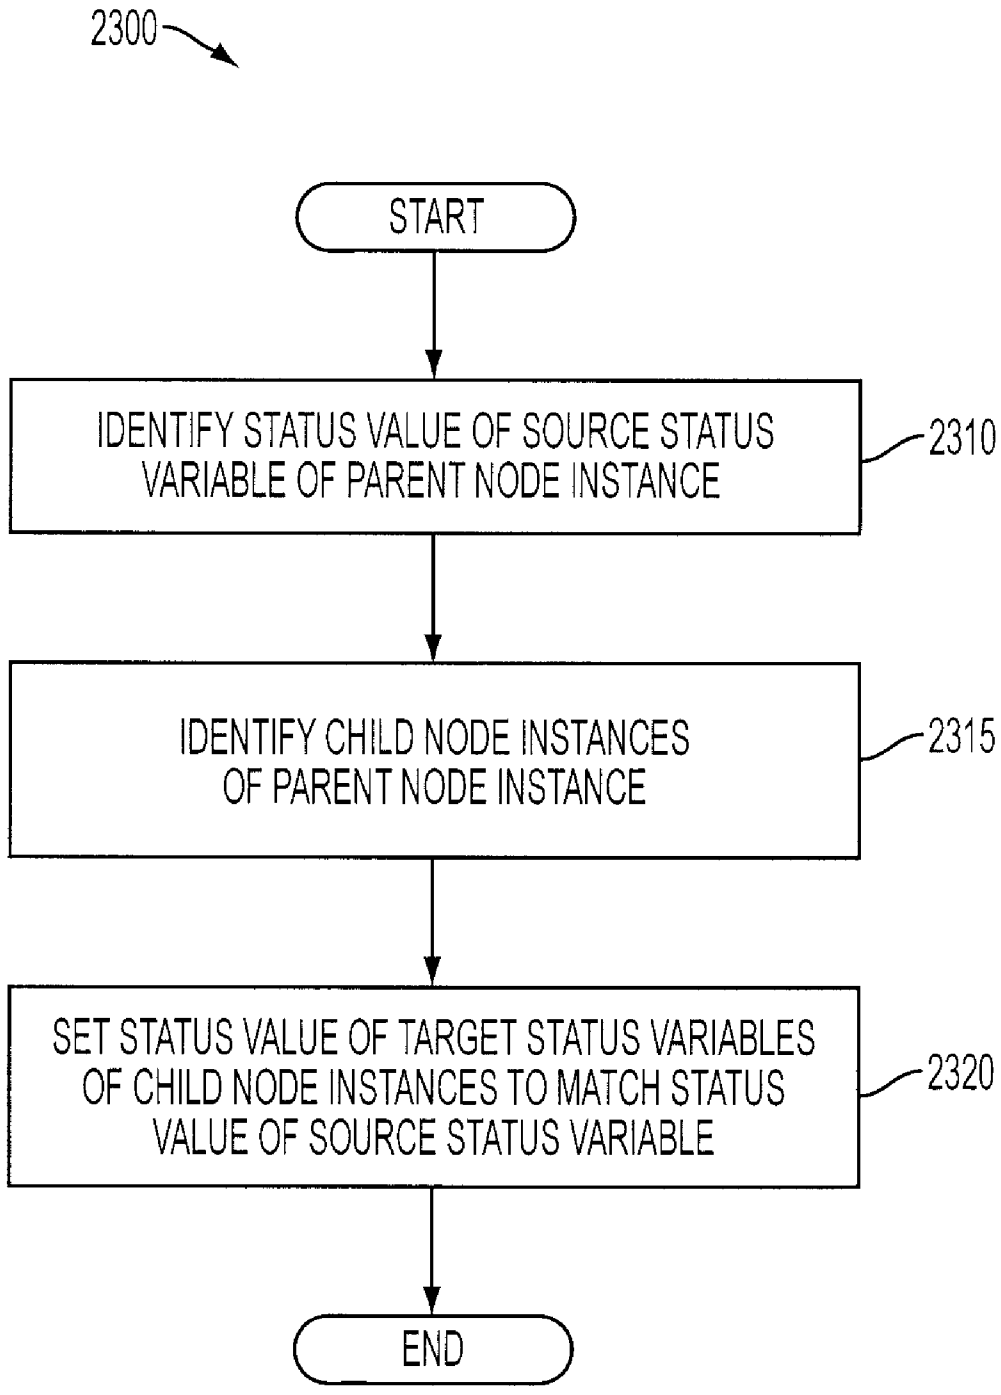 2300
START
IDENTIFY STATUS VALUE OF SOURCE STATUS
VARIABLE OF PARENT NODE INSTANCE
2310
IDENTIFY CHILD NODE INSTANCES
OF PARENT NODE INSTANCE
2315
SET STATUS VALUE OF TARGET STATUS VARIABLES
OF CHILD NODE INSTANCES TO MATCH STATUS
VALUE OF SOURCE STATUS VARIABLE
2320
END